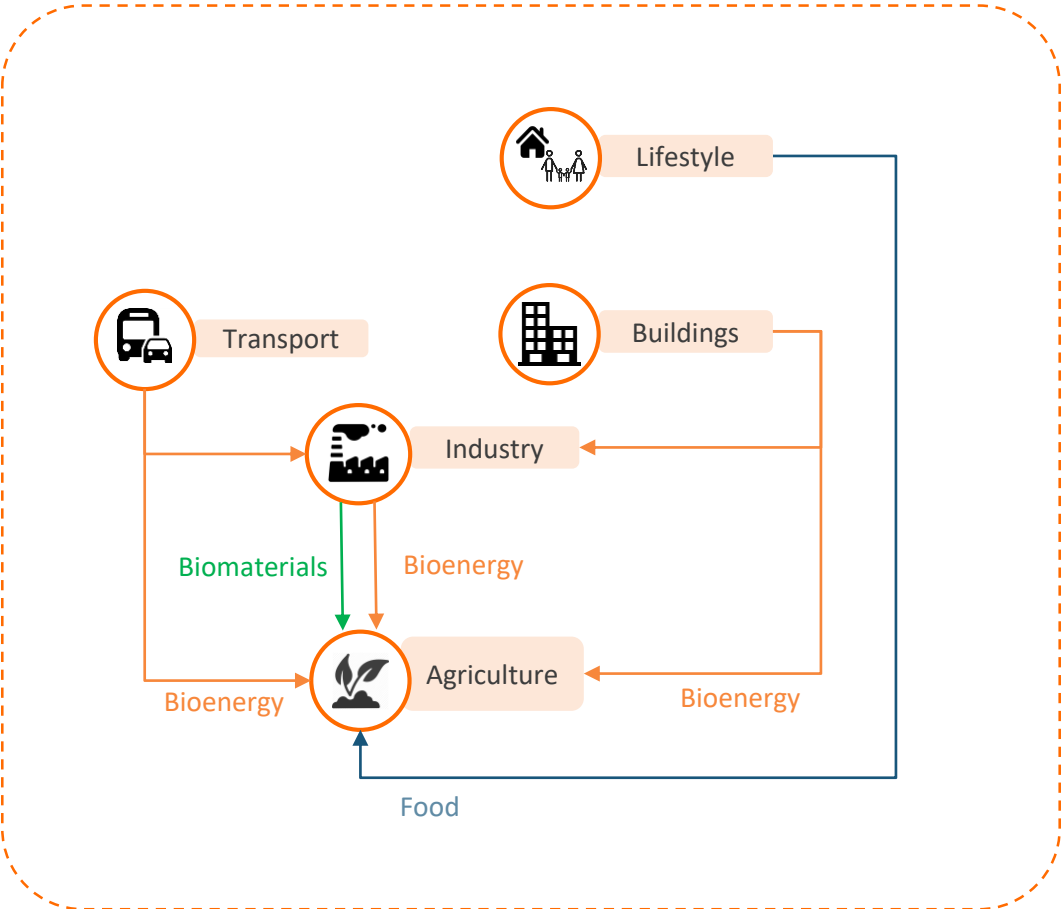 Lifestyle
Buildings
Transport
Industry
Biomaterials
Bioenergy
Agriculture
Bioenergy
Bioenergy
Food